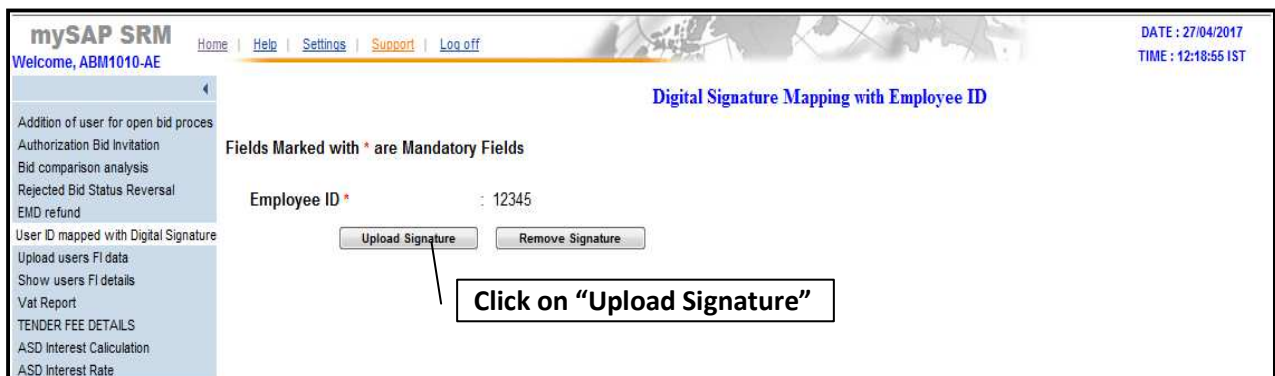 mySAP SRM
Home | Help | Settings | Support | Log off
DATE : 27/04/2017
Welcome, ABM1010-AE
TIME : 12:18:55 IST
Digital Signature Mapping with Employee ID
Addition of user for open bid proces
Authorization Bid Invitation
Bid comparison analysis
Rejected Bid Status Reversal
EMD refund
User ID mapped with Digital Signature
Upload users FI data
Show users FI details
Vat Report
TENDER FEE DETAILS
ASD Interest Caliculation
ASD Interest Rate
Fields Marked with * are Mandatory Fields
Employee ID * : 12345
Upload Signature Remove Signature
Click on “Upload Signature”